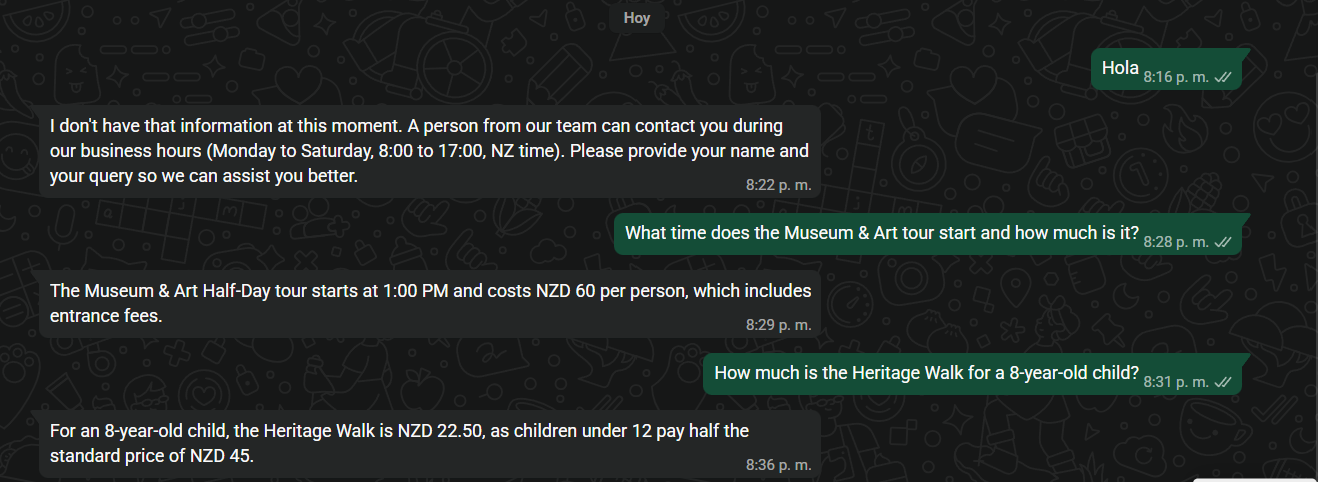 Hoy
Hola 8:16 p. m.
I don't have that information at this moment. A person from our team can contact you during
our business hours (Monday to Saturday, 8:00 to 17:00, NZ time). Please provide your name and
your query so we can assist you better.
8:22 p. m.
What time does the Museum & Art tour start and how much is it? 8:28 p. m.
The Museum & Art Half-Day tour starts at 1:00 PM and costs NZD 60 per person, which includes
entrance fees.
8:29 p. m.
How much is the Heritage Walk for a 8-year-old child? 8:31 p. m.
For an 8-year-old child, the Heritage Walk is NZD 22.50, as children under 12 pay half the
standard price of NZD 45.
8:36 p. m.